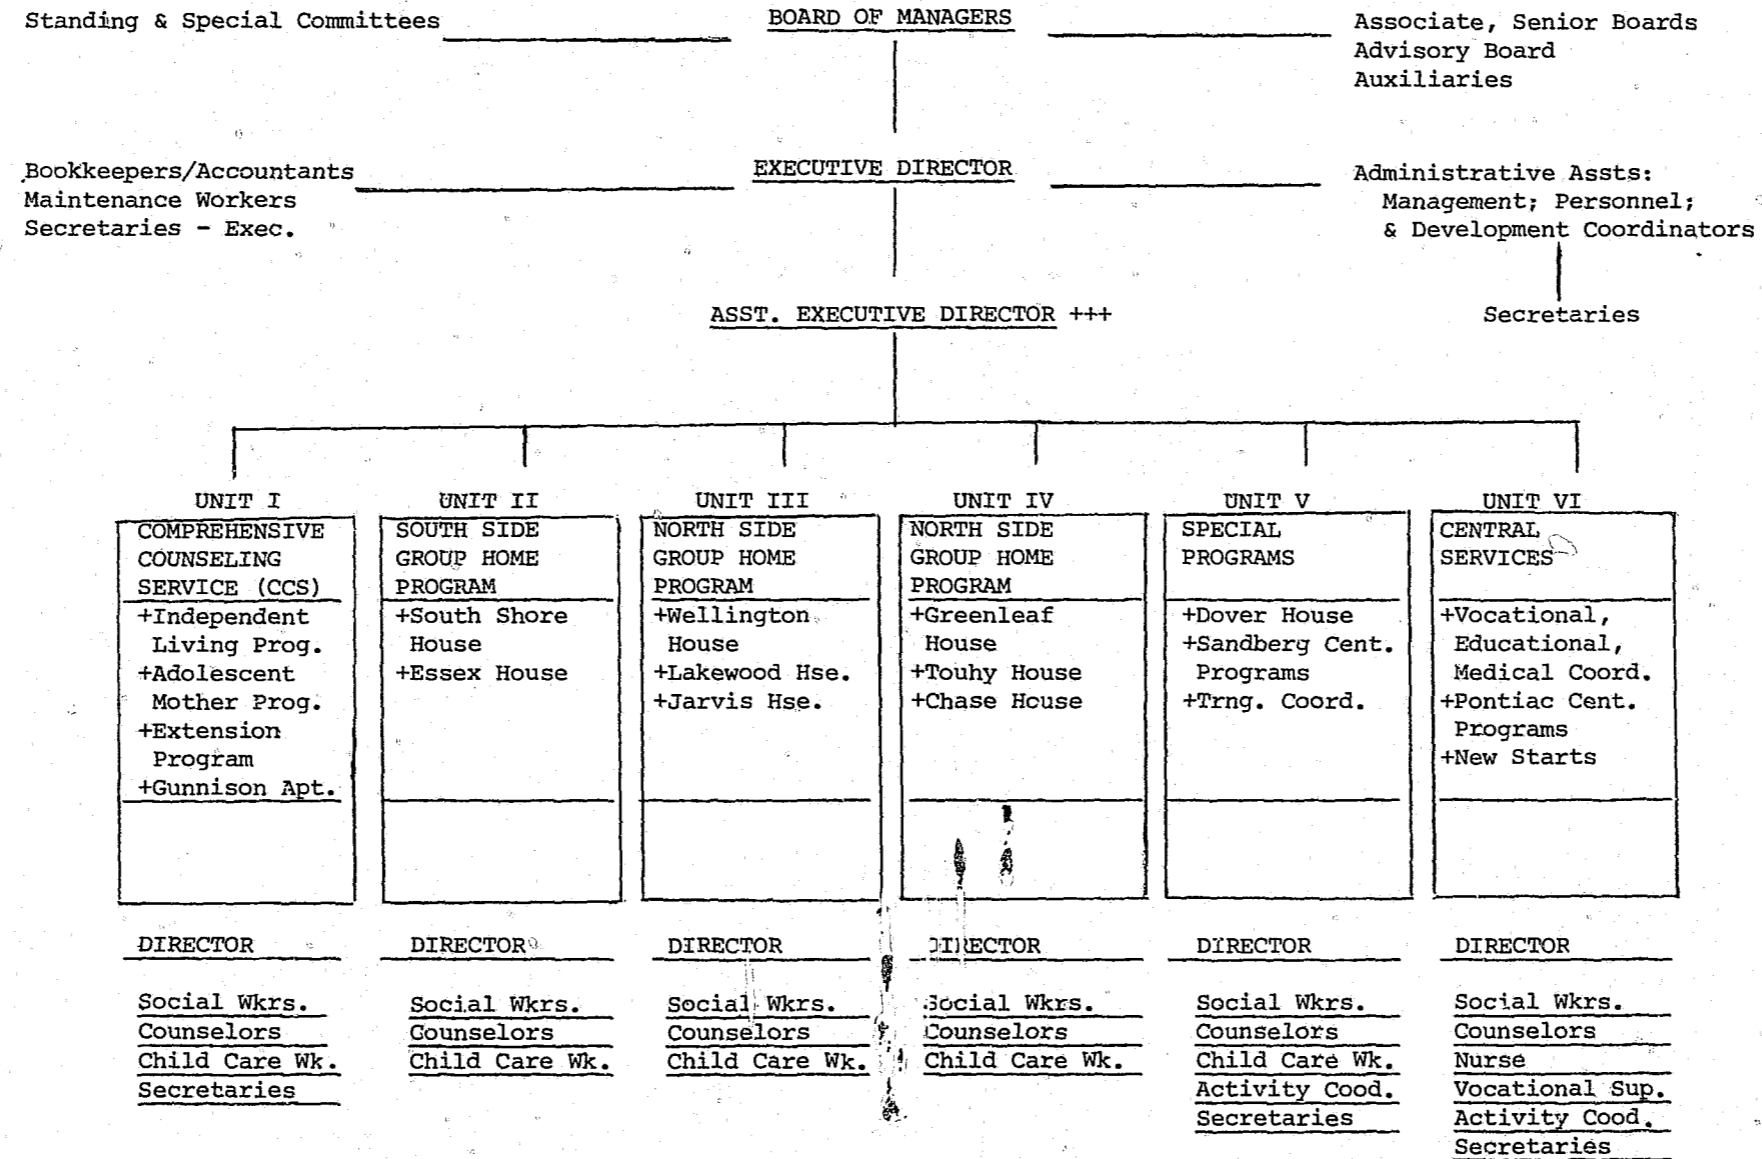 Standing & Special Committees
BOARD OF MANAGERS
Associate, Senior Boards
Advisory Board
Auxiliaries
Bookkeepers/Accountants
Maintenance Workers
Secretaries - Exec.
EXECUTIVE DIRECTOR
Administrative Assts:
Management; Personnel;
& Development Coordinators
Secretaries
ASST. EXECUTIVE DIRECTOR +++
UNIT I
COMPREHENSIVE
COUNSELING
SERVICE (CCS)
+Independent
Living Prog.
+Adolescent
Mother Prog.
+Extension
Program
+Gunnison Apt.
DIRECTOR
Social Wkrs.
Counselors
Child Care Wk.
Secretaries
UNIT II
SOUTH SIDE
GROUP HOME
PROGRAM
+South Shore
House
+Essex House
DIRECTOR
Social Wkrs.
Counselors
Child Care Wk.
UNIT III
NORTH SIDE
GROUP HOME
PROGRAM
+Wellington
House
+Lakewood Hse.
+Jarvis Hse.
DIRECTOR
Social Wkrs.
Counselors
Child Care Wk.
UNIT IV
NORTH SIDE
GROUP HOME
PROGRAM
+Greenleaf
House
+Touhy House
+Chase House
DIRECTOR
Social Wkrs.
Counselors
Child Care Wk.
UNIT V
SPECIAL
PROGRAMS
+Dover House
+Sandberg Cent.
Programs
+Trng. Coord.
DIRECTOR
Social Wkrs.
Counselors
Child Care Wk.
Activity Cood.
Secretaries
UNIT VI
CENTRAL
SERVICES
+Vocational,
Educational,
Medical Coord.
+Pontiac Cent.
Programs
+New Starts
DIRECTOR
Social Wkrs.
Counselors
Nurse
Vocational Sup.
Activity Cood.
Secretaries